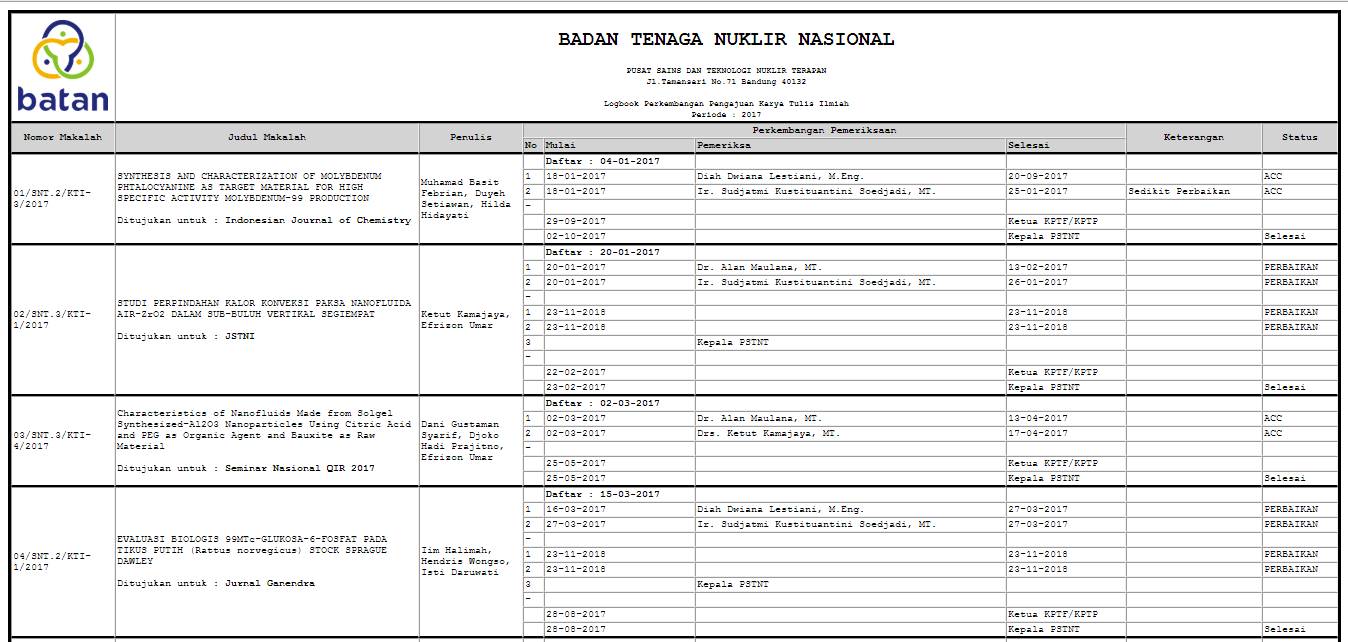 batan
BADAN TENAGA NUKLIR NASIONAL
PUSAT SAINS DAN TEKNOLOGI NUKLIR TERAPAN
Jl.Tamansari No.71 Bandung 40132
Logbook Perkembangan Pengajuan Karya Tulis Ilmiah
Periode : 2017
Nomor Makalah Judul Makalah Penulis Perkembangan Pemeriksaan Keterangan Status
No Mulai Pemeriksa Selesai
01/SNT.2/KTI-
3/2017
SYNTHESIS AND CHARACTERIZATION OF MOLYBDENUM
PHTALOCYANINE AS TARGET MATERIAL FOR HIGH
SPECIFIC ACTIVITY MOLYBDENUM-99 PRODUCTION
Ditujukan untuk : Indonesian Journal of Chemistry
Muhamad Basit
Febrian, Duyeh
Setiawan, Hilda
Hidayati
Daftar : 04-01-2017
1 18-01-2017 Diah Dwiana Lestiani, M.Eng. 20-09-2017 ACC
2 18-01-2017 Ir. Sudjatmi Kustituantini Soedjadi, MT. 25-01-2017 Sedikit Perbaikan ACC
-
29-09-2017 Ketua KPTF/KPTP
02-10-2017 Kepala PSTNT Selesai
02/SNT.3/KTI-
1/2017
STUDI PERPINDAHAN KALOR KONVEKSI PAKSA NANOFLUIDA
AIR-ZrO2 DALAM SUB-BULUH VERTIKAL SEGIEMPAT
Ditujukan untuk : JSTNI
Ketut Kamajaya,
Efrizon Umar
Daftar : 20-01-2017
1 20-01-2017 Dr. Alan Maulana, MT. 13-02-2017 PERBAIKAN
2 20-01-2017 Ir. Sudjatmi Kustituantini Soedjadi, MT. 26-01-2017 PERBAIKAN
-
1 23-11-2018 23-11-2018 PERBAIKAN
2 23-11-2018 23-11-2018 PERBAIKAN
3 Kepala PSTNT
-
22-02-2017 Ketua KPTF/KPTP
23-02-2017 Kepala PSTNT Selesai
03/SNT.3/KTI-
4/2017
Characteristics of Nanofluids Made from Solgel
Synthesized-Al2O3 Nanoparticles Using Citric Acid
and PEG as Organic Agent and Bauxite as Raw
Material
Ditujukan untuk : Seminar Nasional QIR 2017
Dani Gustaman
Syarif, Djoko
Hadi Prajitno,
Efrizon Umar
Daftar : 02-03-2017
1 02-03-2017 Dr. Alan Maulana, MT. 13-04-2017 ACC
2 02-03-2017 Drs. Ketut Kamajaya, MT. 17-04-2017 ACC
-
25-05-2017 Ketua KPTF/KPTP
25-05-2017 Kepala PSTNT Selesai
04/SNT.2/KTI-
1/2017
EVALUASI BIOLOGIS 99MTc-GLUKOSA-6-FOSFAT PADA
TIKUS PUTIH (Rattus norvegicus) STOCK SPRAGUE
DAWLEY
Ditujukan untuk : Jurnal Ganendra
Iim Halimah,
Hendris Wongso,
Isti Daruwati
Daftar : 15-03-2017
1 16-03-2017 Diah Dwiana Lestiani, M.Eng. 27-03-2017 PERBAIKAN
2 27-03-2017 Ir. Sudjatmi Kustituantini Soedjadi, MT. 27-03-2017 PERBAIKAN
-
1 23-11-2018 23-11-2018 PERBAIKAN
2 23-11-2018 23-11-2018 PERBAIKAN
3 Kepala PSTNT
-
28-08-2017 Ketua KPTF/KPTP
28-08-2017 Kepala PSTNT Selesai